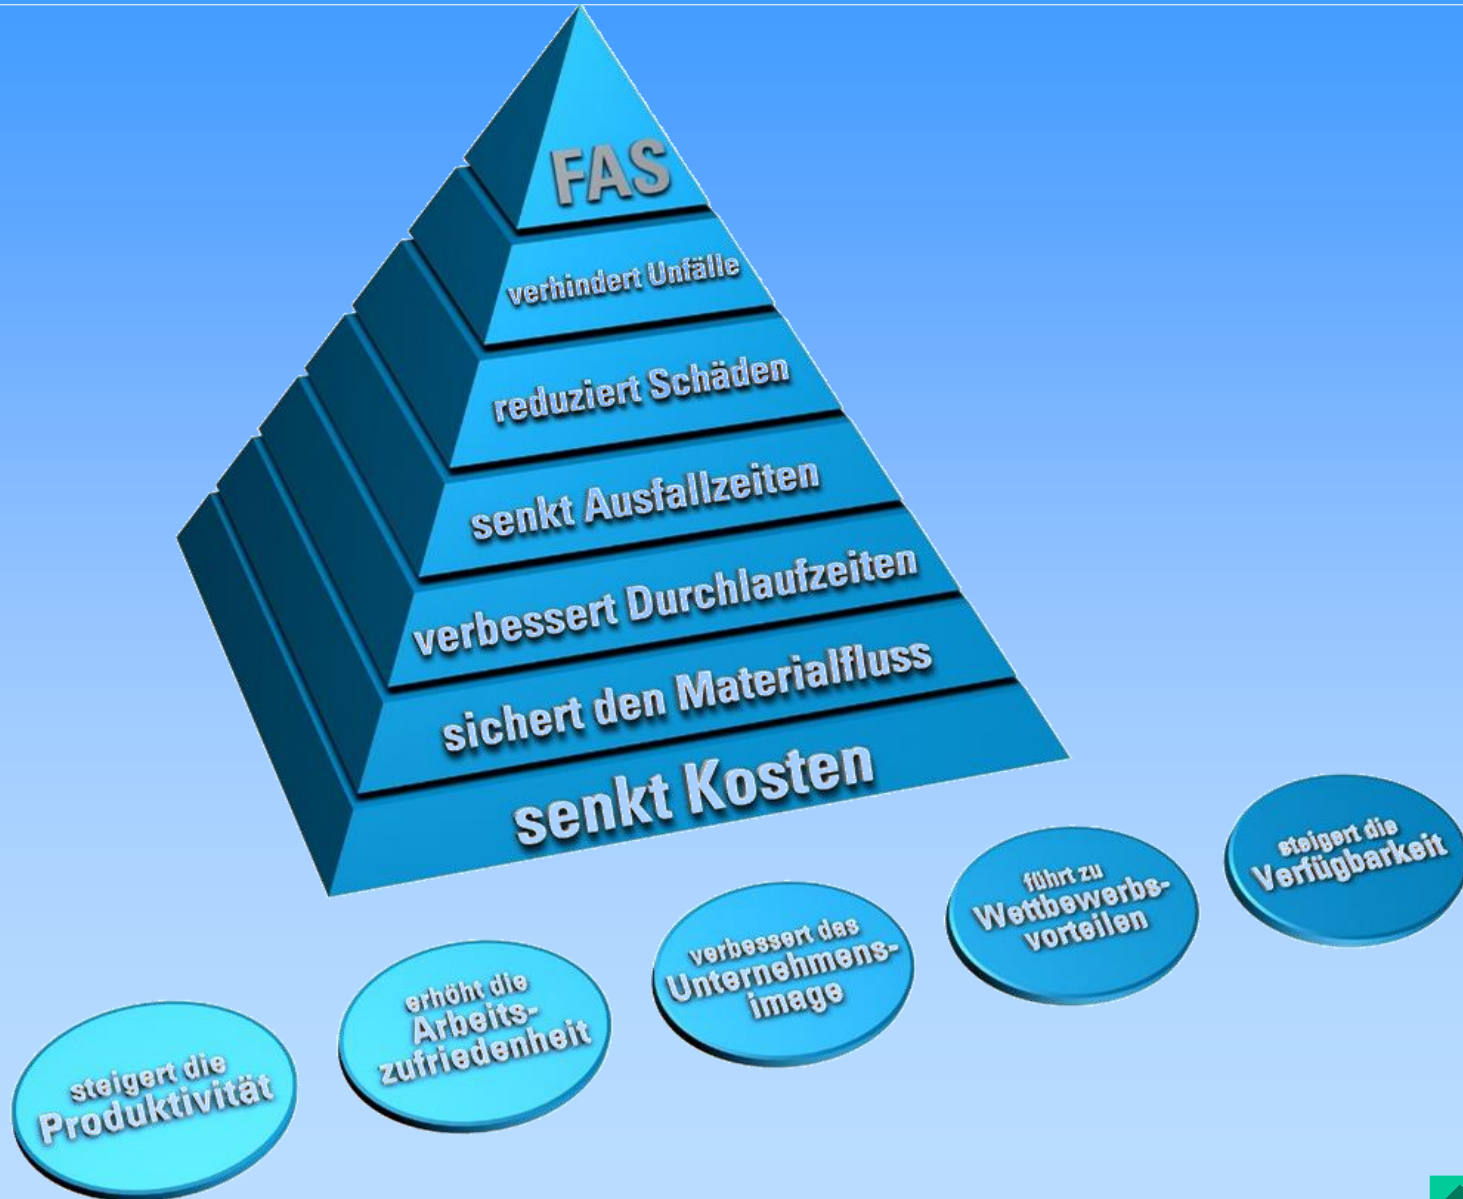 FAS
verhindert Unfälle
reduziert Schäden
senkt Ausfallzeiten
verbessert Durchlaufzeiten
sichert den Materialfluss
senkt Kosten
steigert die
Produktivität
erhöht die
Arbeits-
zufriedenheit
verbessert das
Unternehmens-
image
führt zu
Wettbewerbs-
vorteilen
steigert die
Verfügbarkeit